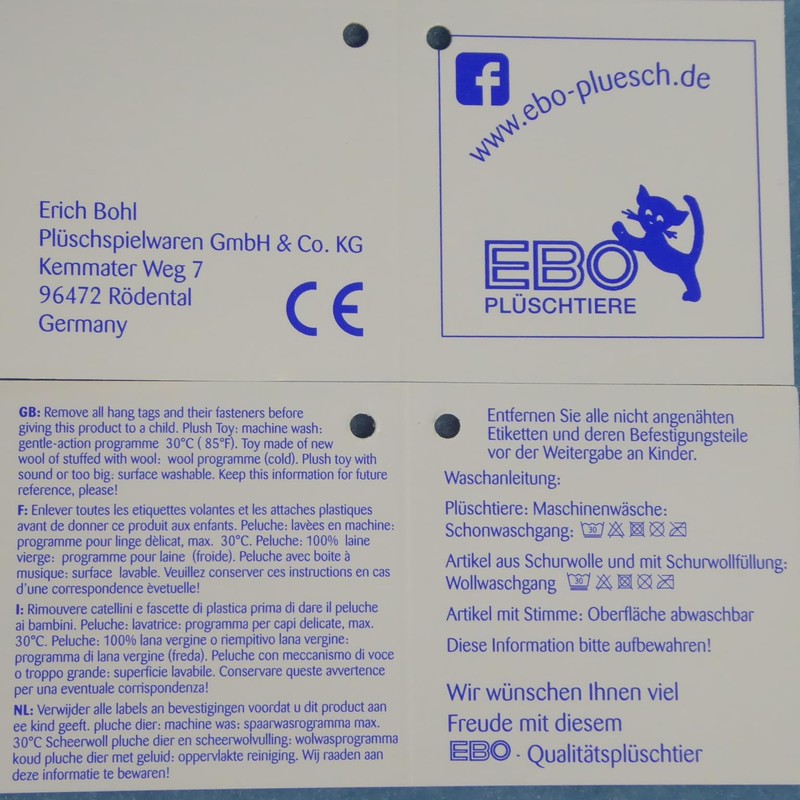 Erich Bohl
Plüschspielwaren GmbH & Co. KG
Kemmater Weg 7
96472 Rödental
Germany
CE
f
www.ebo-pluesch.de
EBO
PLÜSCHTIERE
GB: Remove all hang tags and their fasteners before
giving this product to a child. Plush Toy: machine wash:
gentle-action programme 30°C ( 85°F). Toy made of new
wool of stuffed with wool: wool programme (cold). Plush toy with
sound or too big: surface washable. Keep this information for future
reference, please!
F: Enlever toutes les etiquettes volantes et les attaches plastiques
avant de donner ce produit aux enfants. Peluche: lavèes en machine:
programme pour linge dèlicat, max. 30°C. Peluche: 100% laine
vierge: programme pour laine (froide). Peluche avec boite à
musique: surface lavable. Veuillez conserver ces instructions en cas
d'une correspondence èvetuelle!
I: Rimouvere catellini e fascette di plastica prima di dare il peluche
ai bambini. Peluche: lavatrice: programma per capi delicate, max.
30°C. Peluche: 100% lana vergine o riempitivo lana vergine:
programma di lana vergine (freda). Peluche con meccanismo di voce
o troppo grande: superficie lavabile. Conservare queste avvertence
per una eventuale corrispondenza!
NL: Verwijder alle labels an bevestigingen voordat u dit product aan
ee kind geeft. pluche dier: machine was: spaarwasrogramma max.
30°C Scheerwoll pluche dier en scheerwolvulling: wolwasprogramma
koud pluche dier met geluid: oppervlakte reiniging. Wij raaden aan
deze informatie te bewaren!
Entfernen Sie alle nicht angenähten
Etiketten und deren Befestigungsteile
vor der Weitergabe an Kinder.
Waschanleitung:
Plüschtiere: Maschinenwäsche:
Schonwaschgang: 30
Artikel aus Schurwolle und mit Schurwollfüllung:
Wollwaschgang 30
Artikel mit Stimme: Oberfläche abwaschbar
Diese Information bitte aufbewahren!
Wir wünschen Ihnen viel
Freude mit diesem
EBO - Qualitätsplüschtier